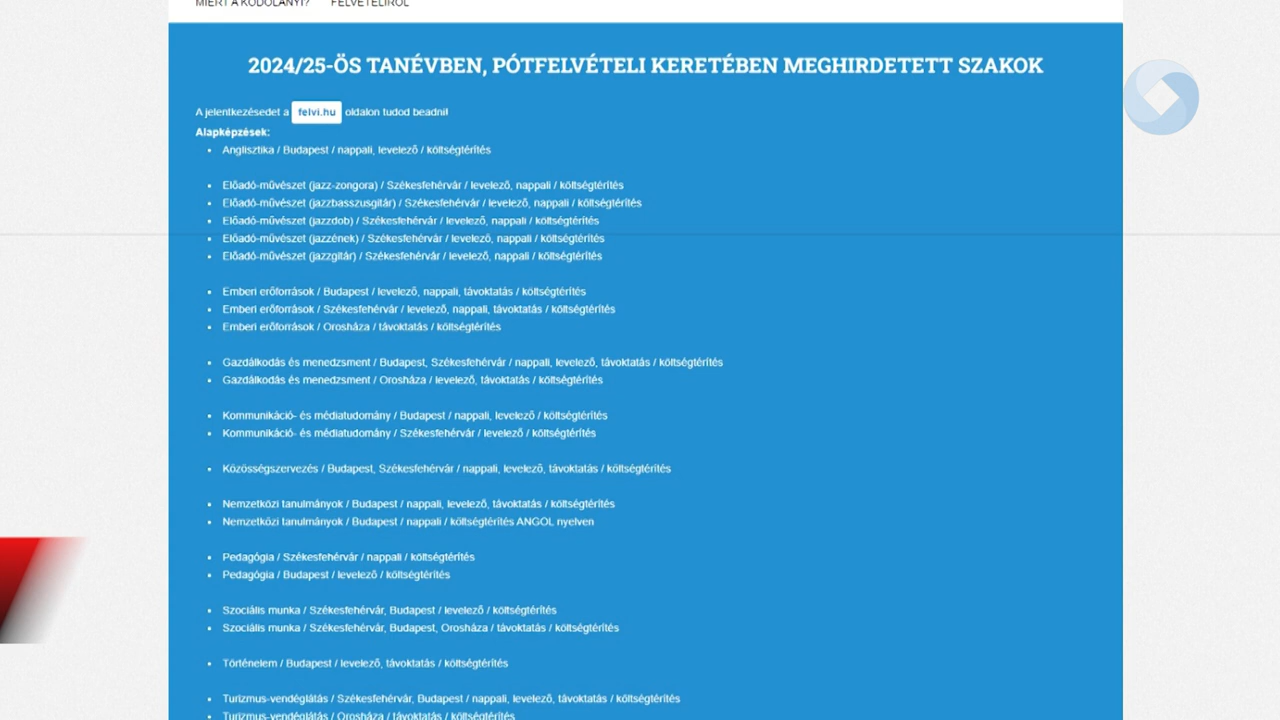 MIÉRT A KODOLÁNYI? FELVÉTELIRŐL
2024/25-ÖS TANÉVBEN, PÓTFELVÉTELI KERETÉBEN MEGHIRDETETT SZAKOK
A jelentkezésedet a felvi.hu oldalon tudod beadni!
Alapképzések:
Anglisztika / Budapest / nappali, levelező / költségtérítés
Előadó-művészet (jazz-zongora) / Székesfehérvár / levelező, nappali / költségtérítés
Előadó-művészet (jazzbasszusgitár) / Székesfehérvár / levelező, nappali / költségtérítés
Előadó-művészet (jazzdob) / Székesfehérvár / levelező, nappali / költségtérítés
Előadó-művészet (jazzének) / Székesfehérvár / levelező, nappali / költségtérítés
Előadó-művészet (jazzgitár) / Székesfehérvár / levelező, nappali / költségtérítés
Emberi erőforrások / Budapest / levelező, nappali, távoktatás / költségtérítés
Emberi erőforrások / Székesfehérvár / levelező, nappali, távoktatás / költségtérítés
Emberi erőforrások / Orosháza / távoktatás / költségtérítés
Gazdálkodás és menedzsment / Budapest, Székesfehérvár / nappali, levelező, távoktatás / költségtérítés
Gazdálkodás és menedzsment / Orosháza / levelező, távoktatás / költségtérítés
Kommunikáció- és médiatudomány / Budapest / nappali, levelező / költségtérítés
Kommunikáció- és médiatudomány / Székesfehérvár / levelező / költségtérítés
Közösségszervezés / Budapest, Székesfehérvár / nappali, levelező, távoktatás / költségtérítés
Nemzetközi tanulmányok / Budapest / nappali, levelező, távoktatás / költségtérítés
Nemzetközi tanulmányok / Budapest / nappali / költségtérítés ANGOL nyelven
Pedagógia / Székesfehérvár / nappali / költségtérítés
Pedagógia / Budapest / levelező / költségtérítés
Szociális munka / Székesfehérvár, Budapest / levelező / költségtérítés
Szociális munka / Székesfehérvár, Budapest, Orosháza / távoktatás / költségtérítés
Történelem / Budapest / levelező, távoktatás / költségtérítés
Turizmus-vendéglátás / Székesfehérvár, Budapest / nappali, levelező, távoktatás / költségtérítés
Turizmus-vendéglátás / Orosháza / távoktatás / költségtérítés